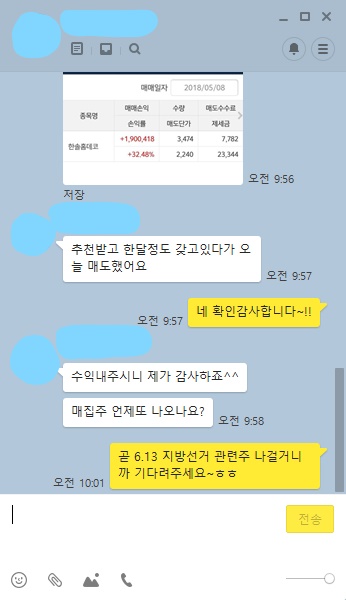 매매일자 2018/05/08
종목명 매매손익 수량 매도수수료
손익률 매도단가 제세금
한솔홈데코 +1,900,418 3,474 7,782
+32.48% 2,240 23,344
오전 9:56
저장
추천받고 한달정도 갖고있다가 오
늘 매도했어요
오전 9:57
네 확인감사합니다~!!
오전 9:57
수익내주시니 제가 감사하죠^^
매집주 언제또 나오나요?
오전 9:58
곧 6.13 지방선거 관련주 나갈거니
까 기다려주세요~ㅎㅎ
오전 10:01
전송